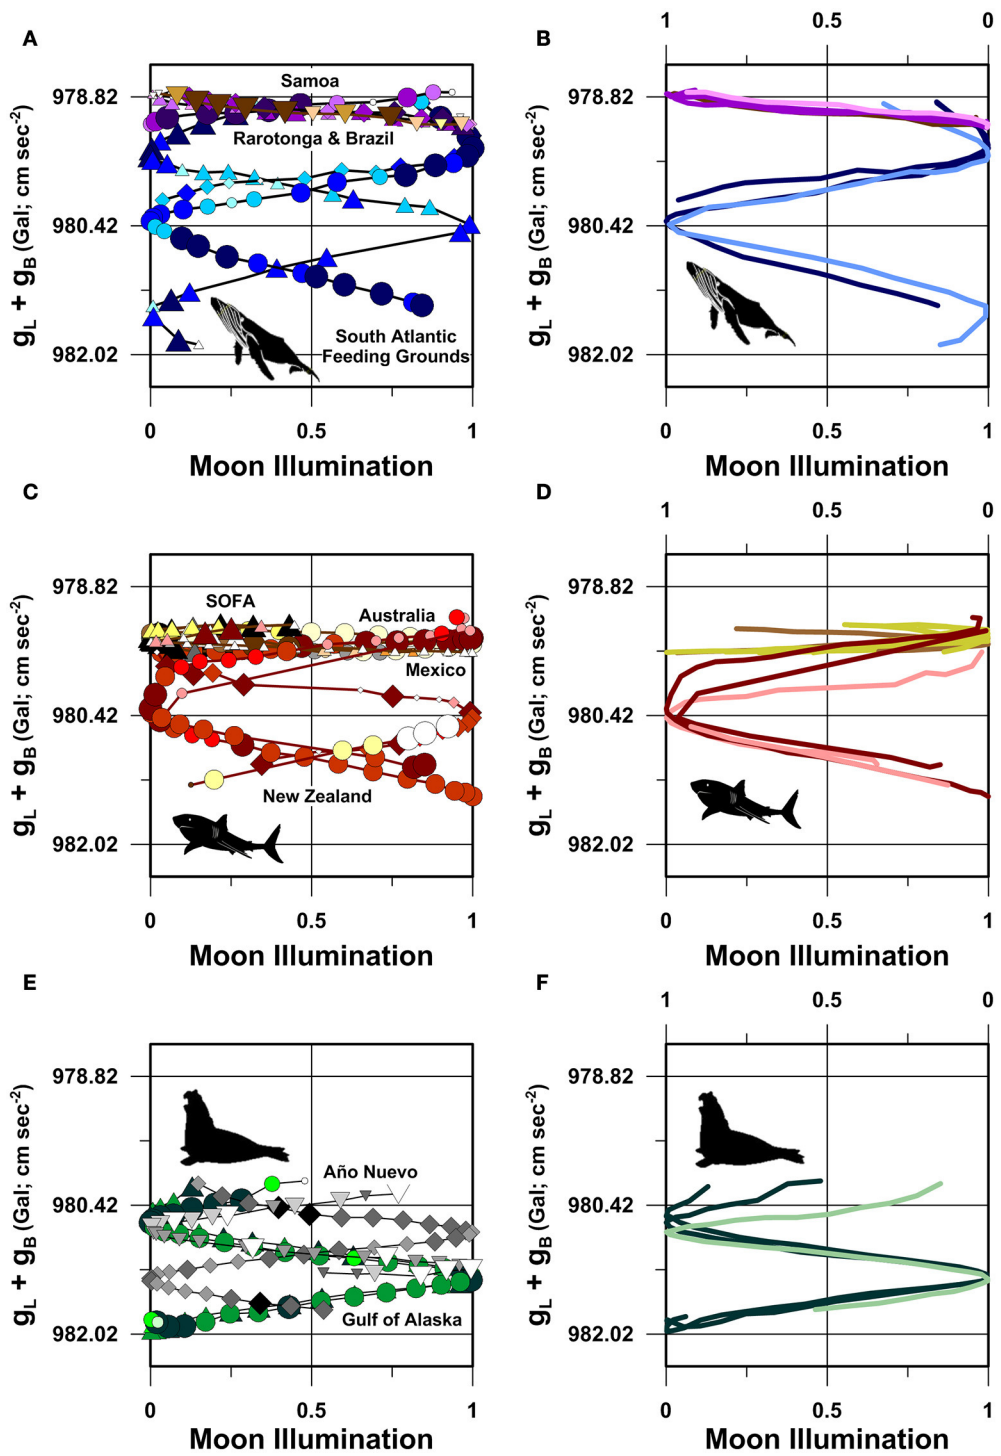 A
B
1 0.5 0
978.82
980.42
982.02
gL + gB (Gal; cm sec-2)
Samoa
Rarotonga & Brazil
South Atlantic
Feeding Grounds
0 0.5 1
Moon Illumination
978.82
980.42
982.02
gL + gB (Gal; cm sec-2)
0 0.5 1
Moon Illumination
C
D
1 0.5 0
978.82
980.42
982.02
gL + gB (Gal; cm sec-2)
SOFA
Australia
Mexico
New Zealand
0 0.5 1
Moon Illumination
978.82
980.42
982.02
gL + gB (Gal; cm sec-2)
0 0.5 1
Moon Illumination
E
F
1 0.5 0
978.82
980.42
982.02
gL + gB (Gal; cm sec-2)
Año Nuevo
Gulf of Alaska
0 0.5 1
Moon Illumination
978.82
980.42
982.02
gL + gB (Gal; cm sec-2)
0 0.5 1
Moon Illumination